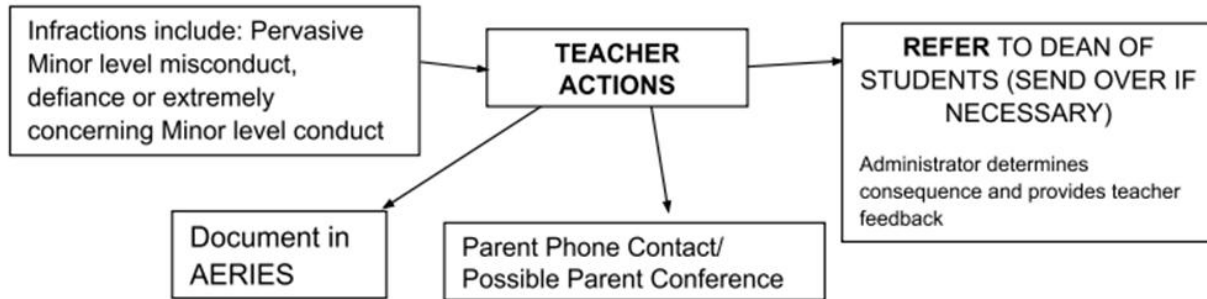 Infractions include: Pervasive
Minor level misconduct,
defiance or extremely
concerning Minor level conduct
TEACHER
ACTIONS
REFER TO DEAN OF
STUDENTS (SEND OVER IF
NECESSARY)
Administrator determines
consequence and provides teacher
feedback
Document in
AERIES
Parent Phone Contact/
Possible Parent Conference